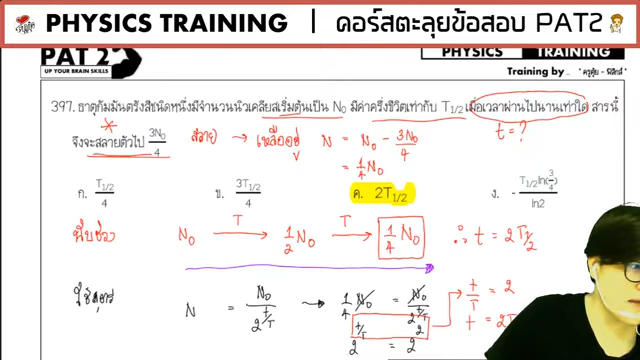 PHYSICS TRAINING | คอร์สตะลุยข้อสอบ PAT2
PAT 2
UP YOUR BRAIN SKILLS
PHYSICS TRAINING
Training by..
397. ธาตุกัมมันตรังสีชนิดหนึ่งมีจำนวนนิวเคลียสเริ่มต้นเป็น N₀ มีค่าครึ่งชีวิตเท่ากับ T1/2 เมื่อเวลาผ่านไปนานเท่าใด สารนี้
จึงจะสลายตัวไป 3N₀/4
สลาย → เหลืออยู่ N = N₀ - 3N₀/4
t = ?
= 1/4 N₀
ก. T1/2/4
ข. 3T1/2/4
ค. 2T1/2
ง. - T1/2 ln(3/4)/ln2
นับช่วง N₀ T→ 1/2 N₀ T→ 1/4 N₀ ∴ t = 2T1/2
ใช้สูตร N = N₀/2^(t/T) → 1/4 N₀ = N₀/2^(t/T)
t/T = 2
2^(t/T) = 2^2
t = 2T